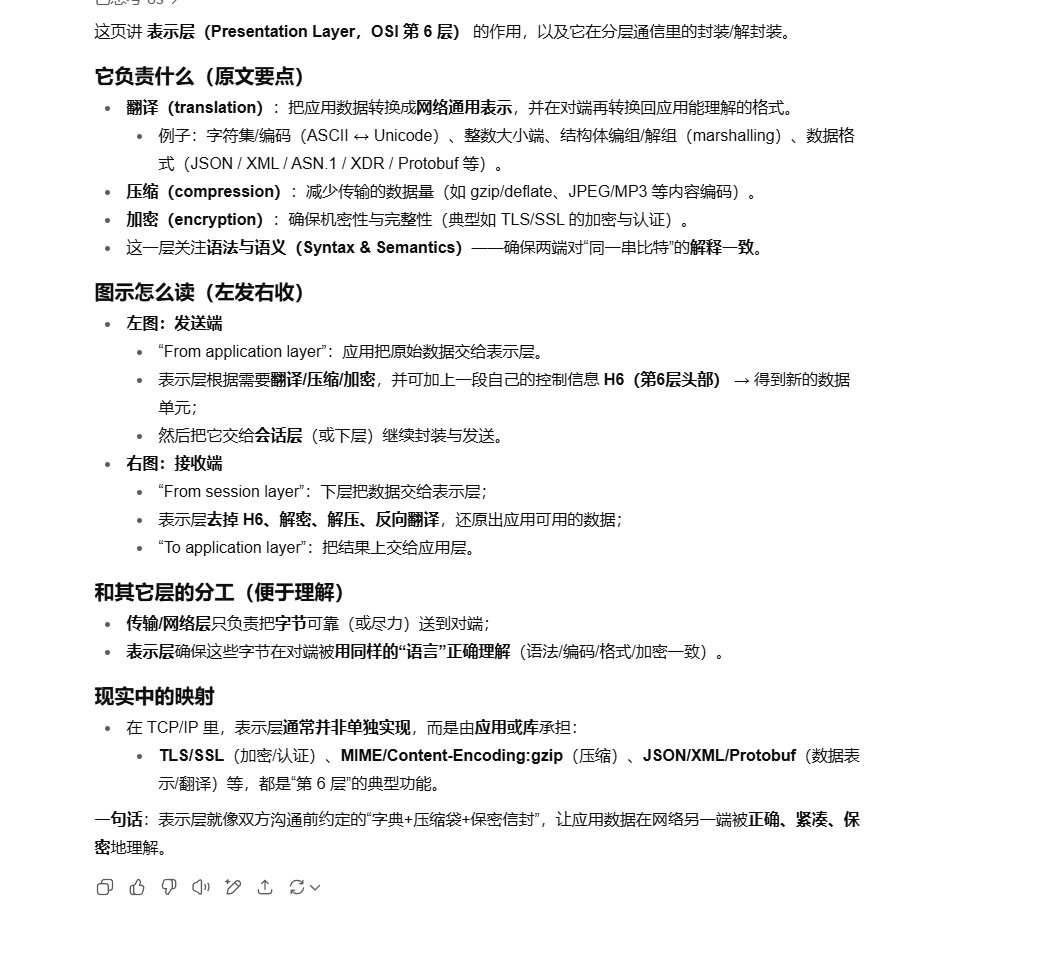 这页讲 表示层（Presentation Layer，OSI 第 6 层） 的作用，以及它在分层通信里的封装/解封装。
它负责什么（原文要点）
翻译（translation）：把应用数据转换成网络通用表示，并在对端再转换回应用能理解的格式。
例子：字符集/编码（ASCII ↔ Unicode）、整数大小端、结构体编组/解组（marshalling）、数据格
式（JSON / XML / ASN.1 / XDR / Protobuf 等）。
压缩（compression）：减少传输的数据量（如 gzip/deflate、JPEG/MP3 等内容编码）。
加密（encryption）：确保机密性与完整性（典型如 TLS/SSL 的加密与认证）。
这一层关注语法与语义（Syntax & Semantics）——确保两端对“同一串比特”的解释一致。
图示怎么读（左发右收）
左图：发送端
“From application layer”：应用把原始数据交给表示层。
表示层根据需要翻译/压缩/加密，并可加上一段自己的控制信息 H6（第6层头部） → 得到新的数据
单元；
然后把它交给会话层（或下层）继续封装与发送。
右图：接收端
“From session layer”：下层把数据交给表示层；
表示层去掉 H6、解密、解压、反向翻译，还原出应用可用的数据；
“To application layer”：把结果上交给应用层。
和其它层的分工（便于理解）
传输/网络层只负责把字节可靠（或尽力）送到对端；
表示层确保这些字节在对端被用同样的“语言”正确理解（语法/编码/格式/加密一致）。
现实中的映射
在 TCP/IP 里，表示层通常并非单独实现，而是由应用或库承担：
TLS/SSL（加密/认证）、MIME/Content-Encoding:gzip（压缩）、JSON/XML/Protobuf（数据表
示/翻译）等，都是“第 6 层”的典型功能。
一句话：表示层就像双方沟通前约定的“字典+压缩袋+保密信封”，让应用数据在网络另一端被正确、紧凑、保
密地理解。